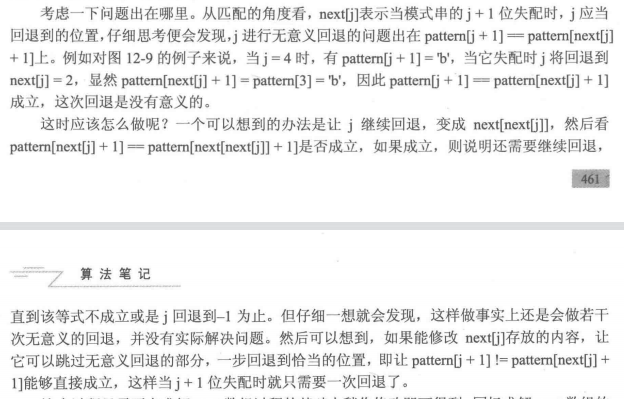 考虑一下问题出在哪里。从匹配的角度看，next[j]表示当模式串的 j + 1 位失配时，j 应当
回退到的位置，仔细思考便会发现，j 进行无意义回退的问题出在 pattern[j + 1] == pattern[next[j]
+ 1]上。例如对图 12-9 的例子来说，当 j = 4 时，有 pattern[j + 1] = 'b'，当它失配时 j 将回退到
next[j] = 2，显然 pattern[next[j] + 1] = pattern[3] = 'b'，因此 pattern[j + 1] == pattern[next[j] + 1]
成立，这次回退是没有意义的。
这时应该怎么做呢？一个可以想到的办法是让 j 继续回退，变成 next[next[j]]，然后看
pattern[next[j] + 1] == pattern[next[next[j]] + 1]是否成立，如果成立，则说明还需要继续回退，
461
算法笔记
直到该等式不成立或是 j 回退到–1 为止。但仔细一想就会发现，这样做事实上还是会做若干
次无意义的回退，并没有实际解决问题。然后可以想到，如果能修改 next[j]存放的内容，让
它可以跳过无意义回退的部分，一步回退到恰当的位置，即让 pattern[j + 1] != pattern[next[j] +
1]能够直接成立，这样当 j + 1 位失配时就只需要一次回退了。